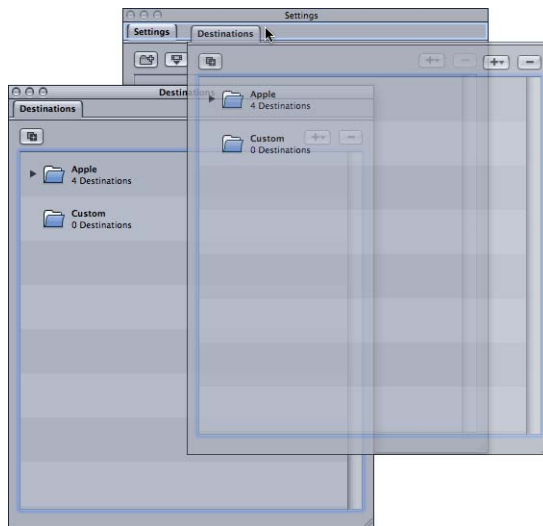 Settings
Settings
Destinations
Apple
4 Destinations
Custom
0 Destinations
Destinations
Destinations
Apple
4 Destinations
Custom
0 Destinations